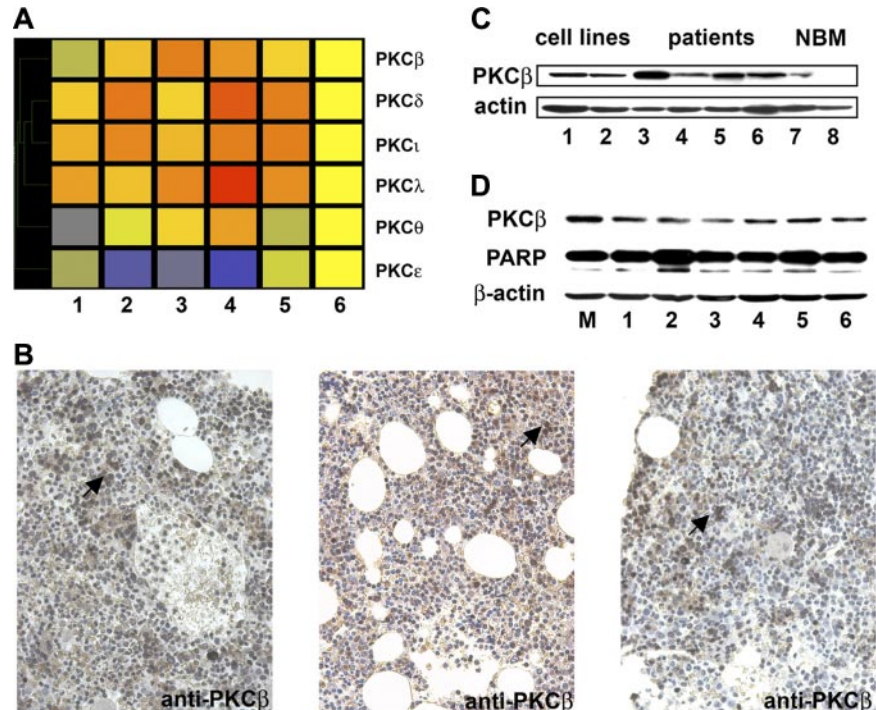 A
PKCβ
PKCδ
PKCι
PKCλ
PKCθ
PKCε
1 2 3 4 5 6
C
cell lines patients NBM
PKCβ
actin
1 2 3 4 5 6 7 8
D
PKCβ
PARP
β-actin
M 1 2 3 4 5 6
B
anti-PKCβ anti-PKCβ anti-PKCβ